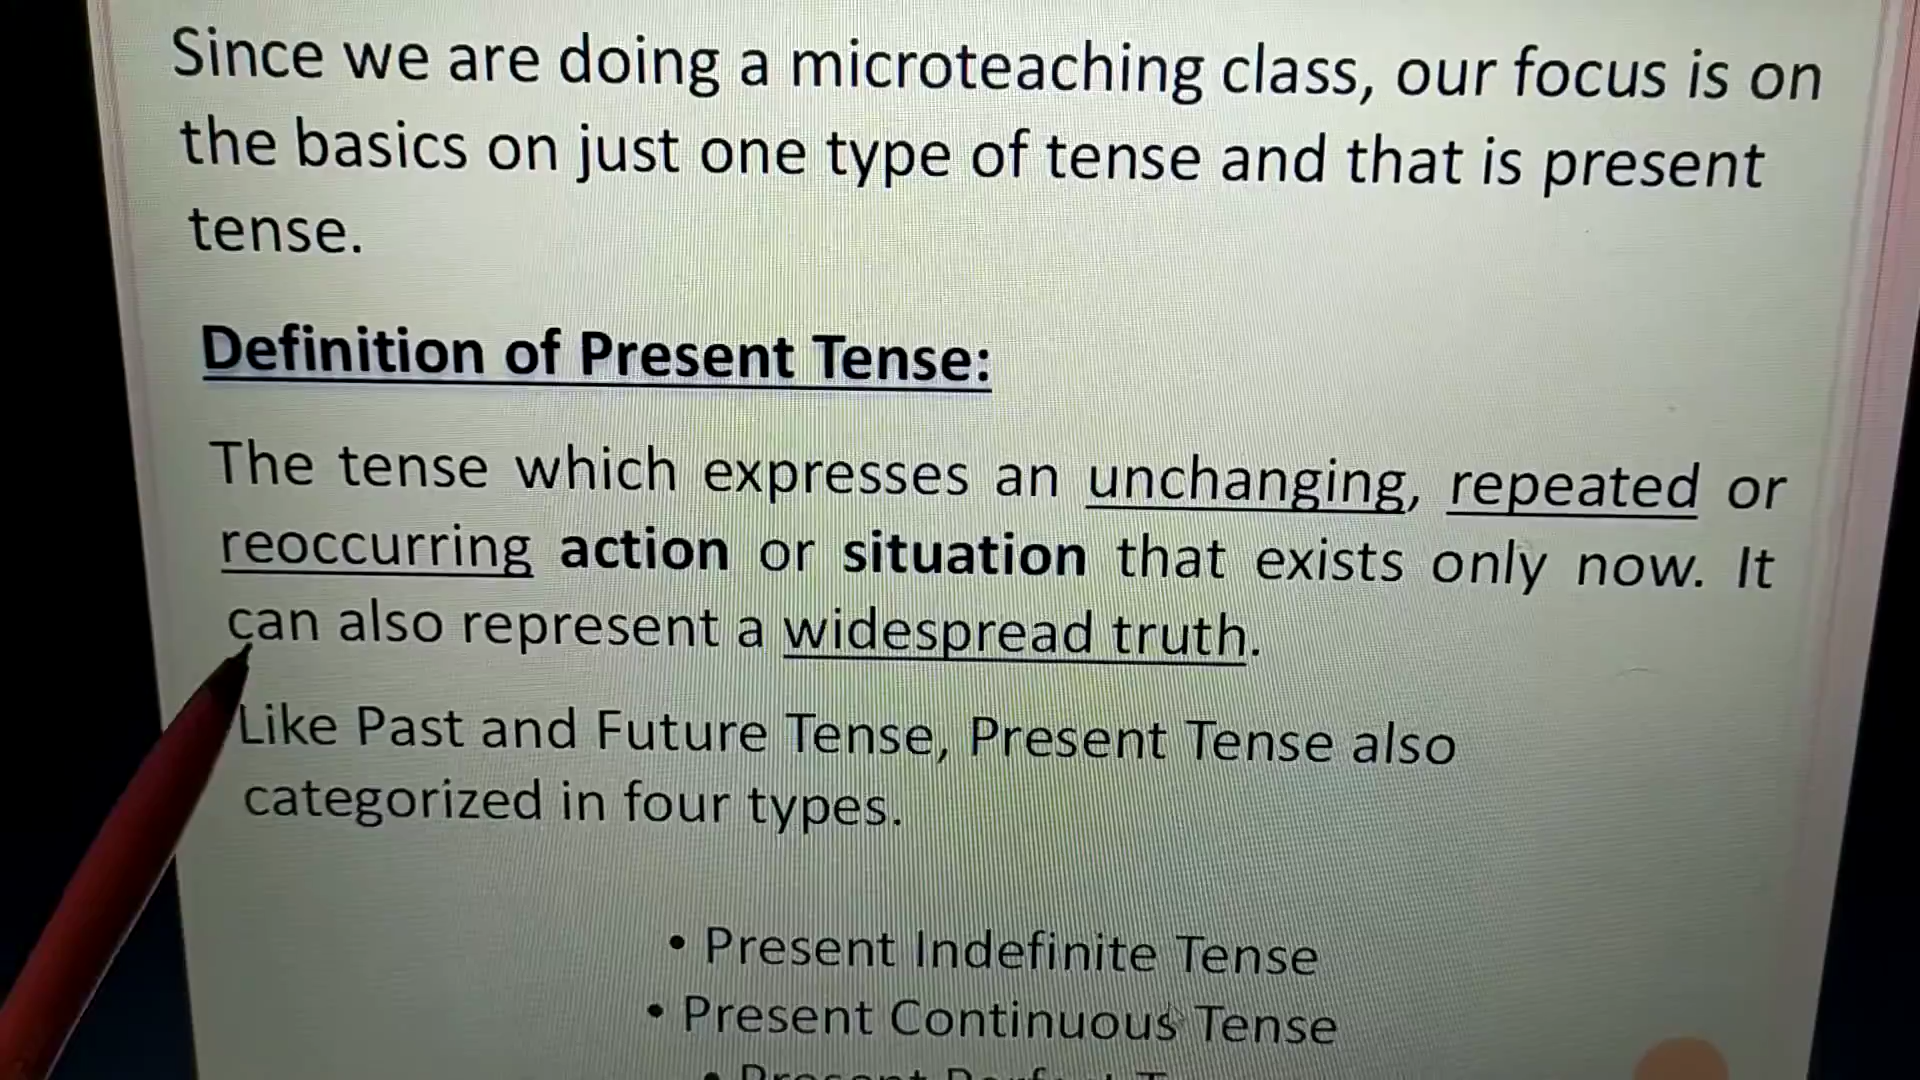 Since we are doing a microteaching class, our focus is on
the basics on just one type of tense and that is present
tense.
Definition of Present Tense:
The tense which expresses an unchanging, repeated or
reoccurring action or situation that exists only now. It
can also represent a widespread truth.
Like Past and Future Tense, Present Tense also
categorized in four types.
• Present Indefinite Tense
• Present Continuous Tense
• Present Perfect